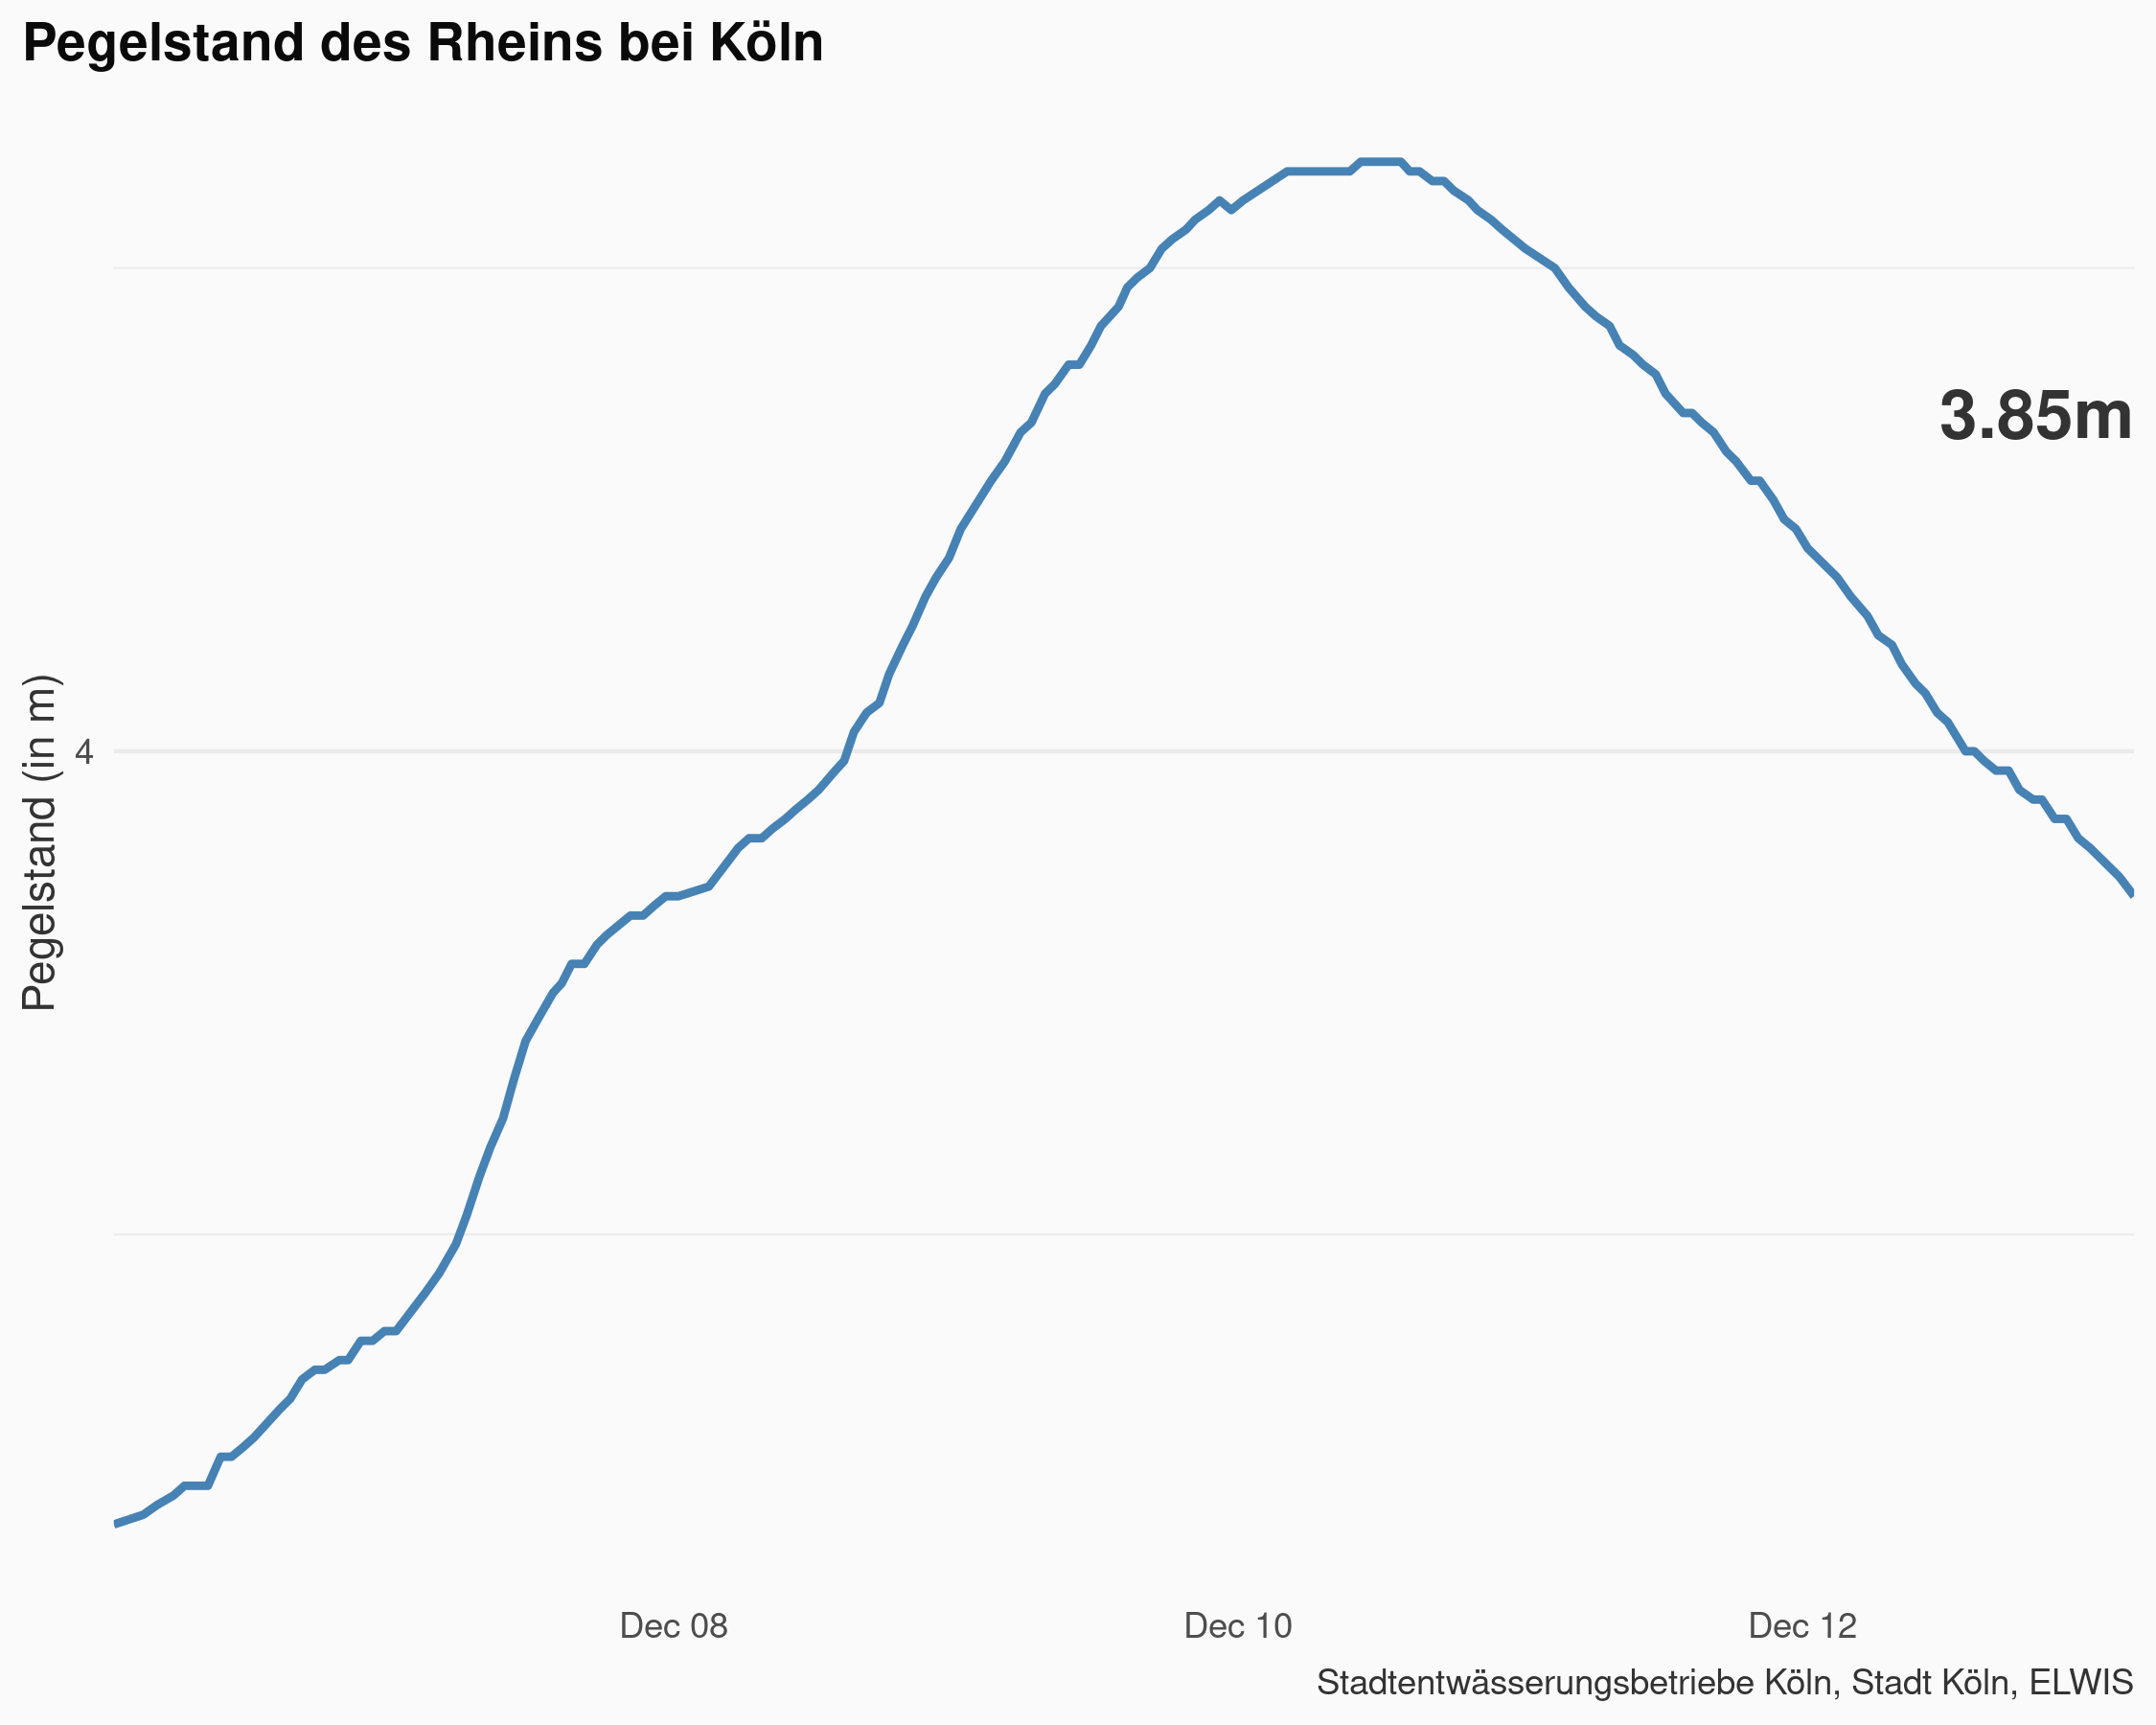 Pegelstand des Rheins bei Köln
3.85m
Pegelstand (in m)
4
Dec 08
Dec 10
Dec 12
Stadtentwässerungsbetriebe Köln, Stadt Köln, ELWIS